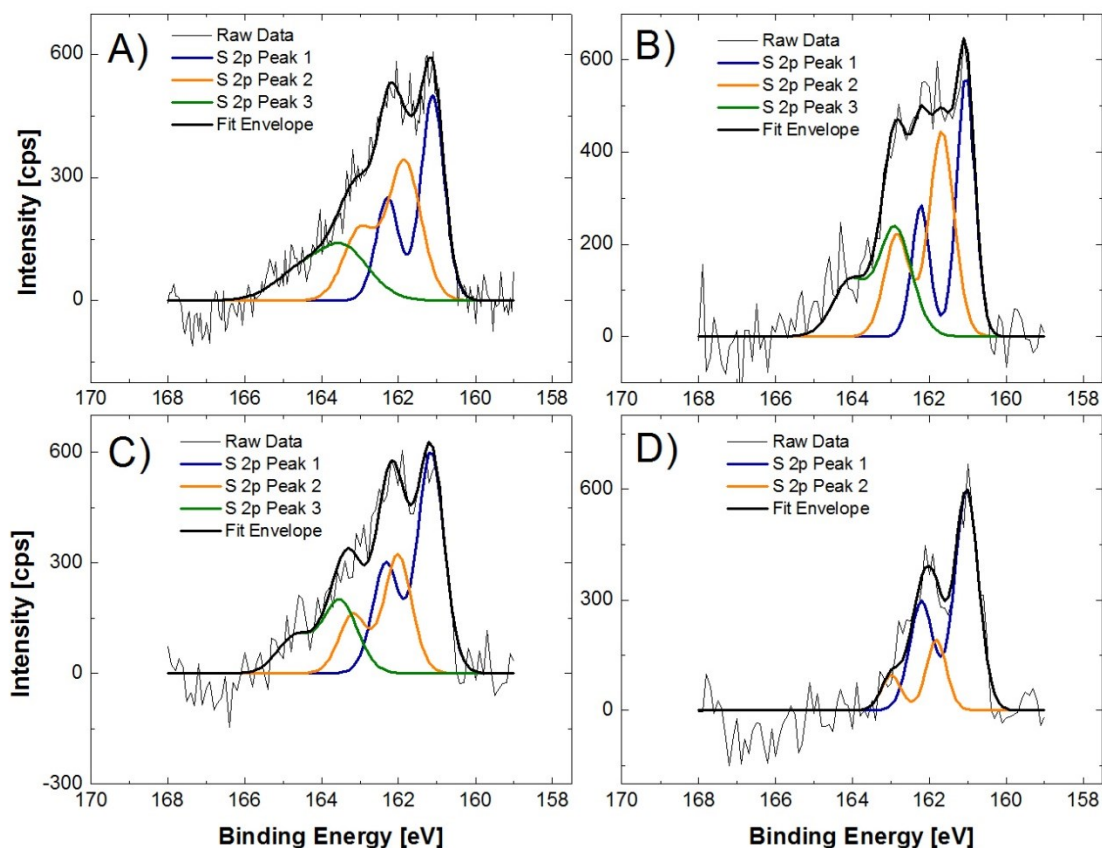 A)
Raw Data
S 2p Peak 1
S 2p Peak 2
S 2p Peak 3
Fit Envelope
600
300
0
Intensity [cps]
170 168 166 164 162 160 158
B)
Raw Data
S 2p Peak 1
S 2p Peak 2
S 2p Peak 3
Fit Envelope
600
400
200
0
170 168 166 164 162 160 158
C)
Raw Data
S 2p Peak 1
S 2p Peak 2
S 2p Peak 3
Fit Envelope
600
300
0
-300
Intensity [cps]
170 168 166 164 162 160 158
Binding Energy [eV]
D)
Raw Data
S 2p Peak 1
S 2p Peak 2
Fit Envelope
600
300
0
170 168 166 164 162 160 158
Binding Energy [eV]